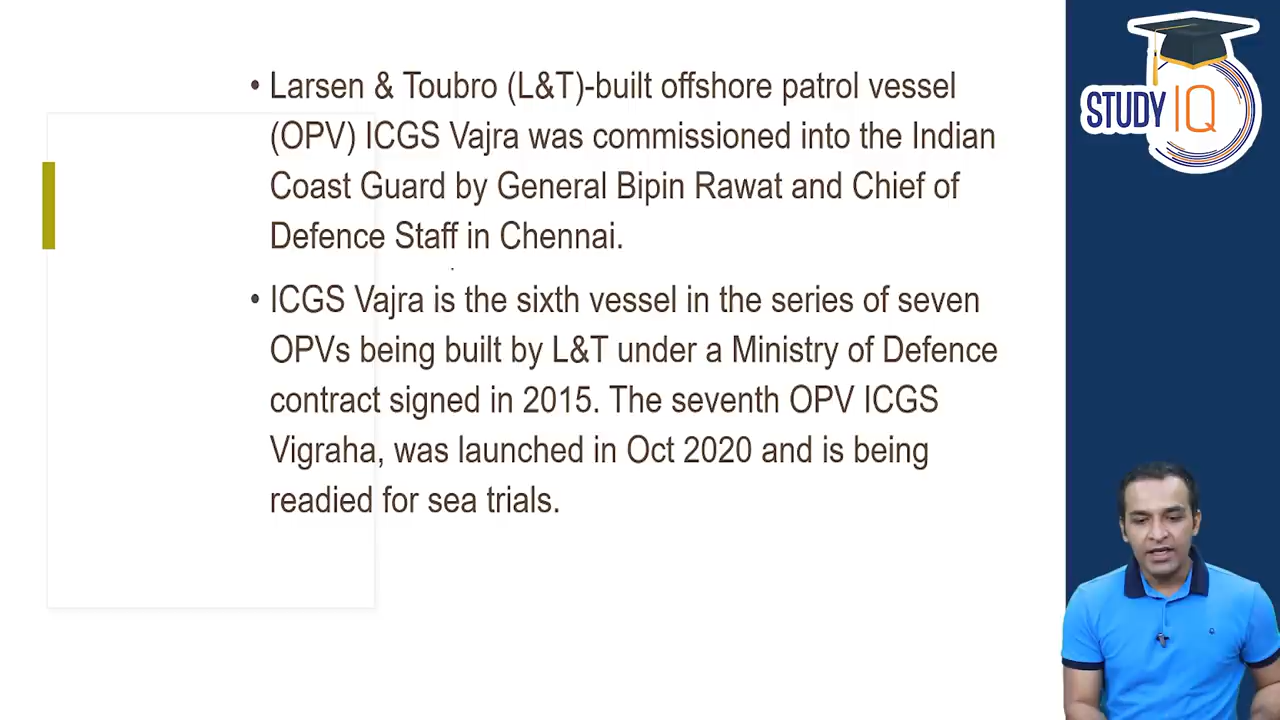 • Larsen & Toubro (L&T)-built offshore patrol vessel
(OPV) ICGS Vajra was commissioned into the Indian
Coast Guard by General Bipin Rawat and Chief of
Defence Staff in Chennai.
• ICGS Vajra is the sixth vessel in the series of seven
OPVs being built by L&T under a Ministry of Defence
contract signed in 2015. The seventh OPV ICGS
Vigraha, was launched in Oct 2020 and is being
readied for sea trials.
STUDY IQ